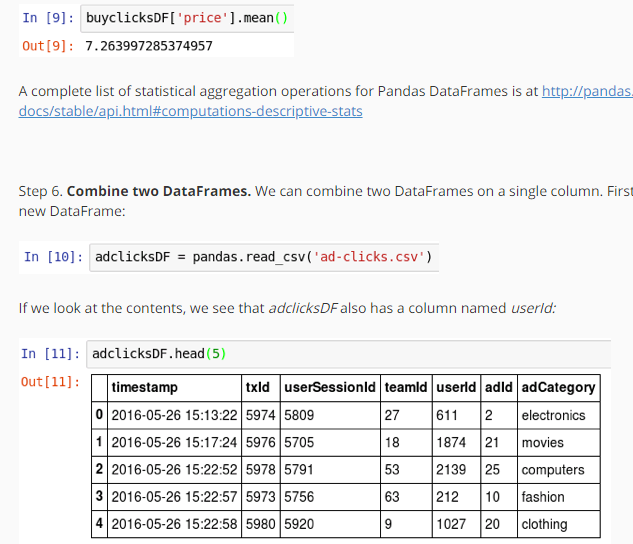 In [9]: buyclicksDF['price'].mean()
Out[9]: 7.263997285374957
A complete list of statistical aggregation operations for Pandas DataFrames is at http://pandas.
docs/stable/api.html#computations-descriptive-stats
Step 6. Combine two DataFrames. We can combine two DataFrames on a single column. First
new DataFrame:
In [10]: adclicksDF = pandas.read_csv('ad-clicks.csv')
If we look at the contents, we see that adclicksDF also has a column named userId:
In [11]: adclicksDF.head(5)
Out[11]:
timestamp txId userSessionId teamId userId adId adCategory
0 2016-05-26 15:13:22 5974 5809 27 611 2 electronics
1 2016-05-26 15:17:24 5976 5705 18 1874 21 movies
2 2016-05-26 15:22:52 5978 5791 53 2139 25 computers
3 2016-05-26 15:22:57 5973 5756 63 212 10 fashion
4 2016-05-26 15:22:58 5980 5920 9 1027 20 clothing